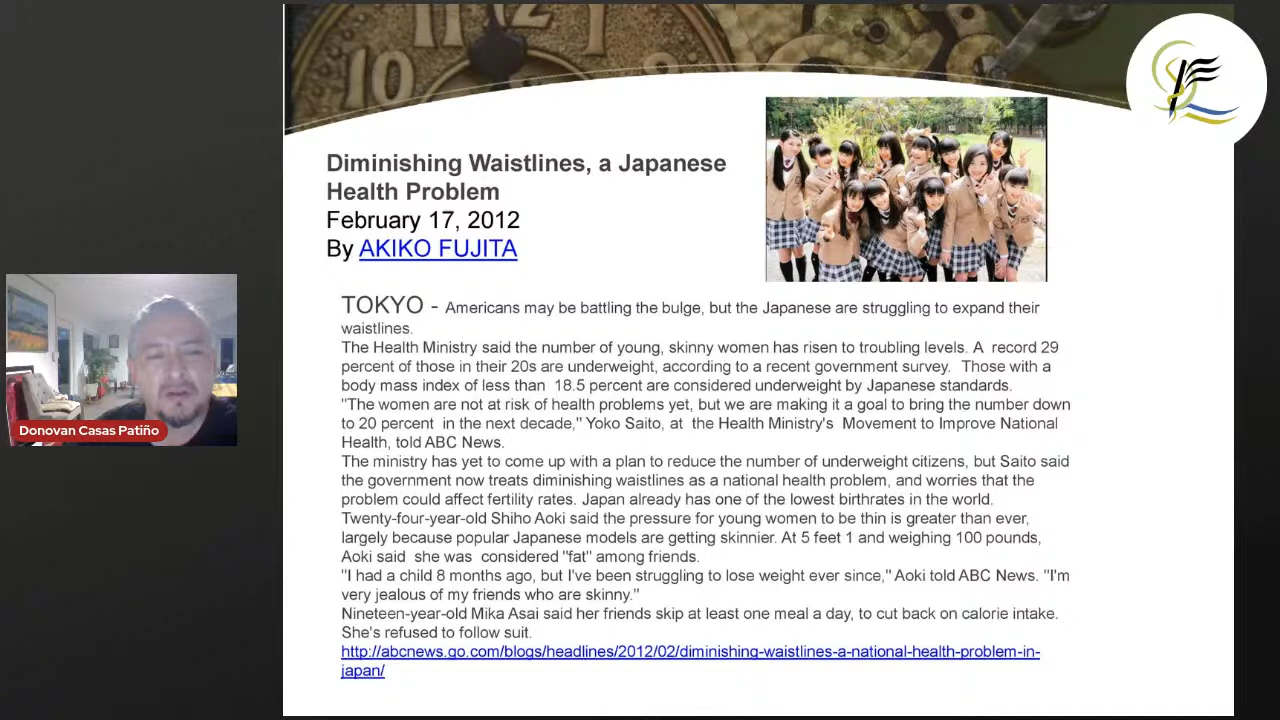 11 1
10
Diminishing Waistlines, a Japanese
Health Problem
February 17, 2012
By AKIKO FUJITA
TOKYO - Americans may be battling the bulge, but the Japanese are struggling to expand their
waistlines.
The Health Ministry said the number of young, skinny women has risen to troubling levels. A record 29
percent of those in their 20s are underweight, according to a recent government survey. Those with a
body mass index of less than 18.5 percent are considered underweight by Japanese standards.
"The women are not at risk of health problems yet, but we are making it a goal to bring the number down
to 20 percent in the next decade," Yoko Saito, at the Health Ministry's Movement to Improve National
Health, told ABC News.
The ministry has yet to come up with a plan to reduce the number of underweight citizens, but Saito said
the government now treats diminishing waistlines as a national health problem, and worries that the
problem could affect fertility rates. Japan already has one of the lowest birthrates in the world.
Twenty-four-year-old Shiho Aoki said the pressure for young women to be thin is greater than ever,
largely because popular Japanese models are getting skinnier. At 5 feet 1 and weighing 100 pounds,
Aoki said she was considered "fat" among friends.
"I had a child 8 months ago, but I've been struggling to lose weight ever since," Aoki told ABC News. "I'm
very jealous of my friends who are skinny."
Nineteen-year-old Mika Asai said her friends skip at least one meal a day, to cut back on calorie intake.
She's refused to follow suit.
http://abcnews.go.com/blogs/headlines/2012/02/diminishing-waistlines-a-national-health-problem-in-
japan/
Donovan Casas Patiño